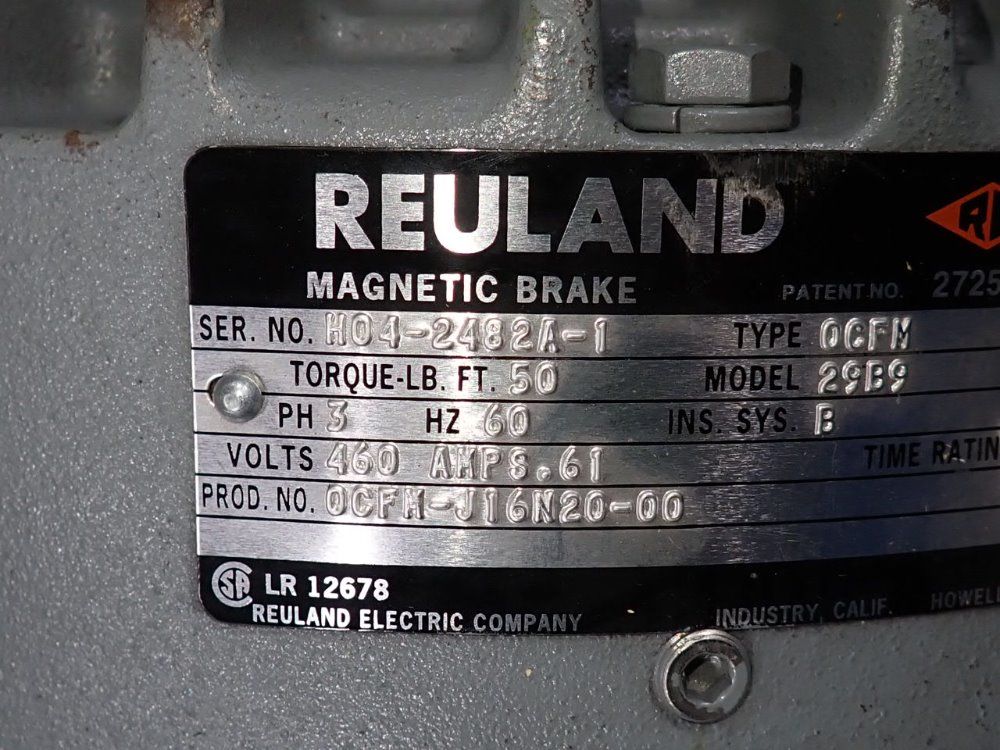 REULAND
MAGNETIC BRAKE PATENT NO. 2725
SER. NO. H04-2482A-1 TYPE OCFM
TORQUE-LB. FT. 50 MODEL 29B9
PH 3 HZ 60 INS. SYS. B
VOLTS 460 AMPS .61 TIME RATIN
PROD. NO. OCFM-J16N20-00
SA LR 12678
REULAND ELECTRIC COMPANY INDUSTRY, CALIF. HOWELL